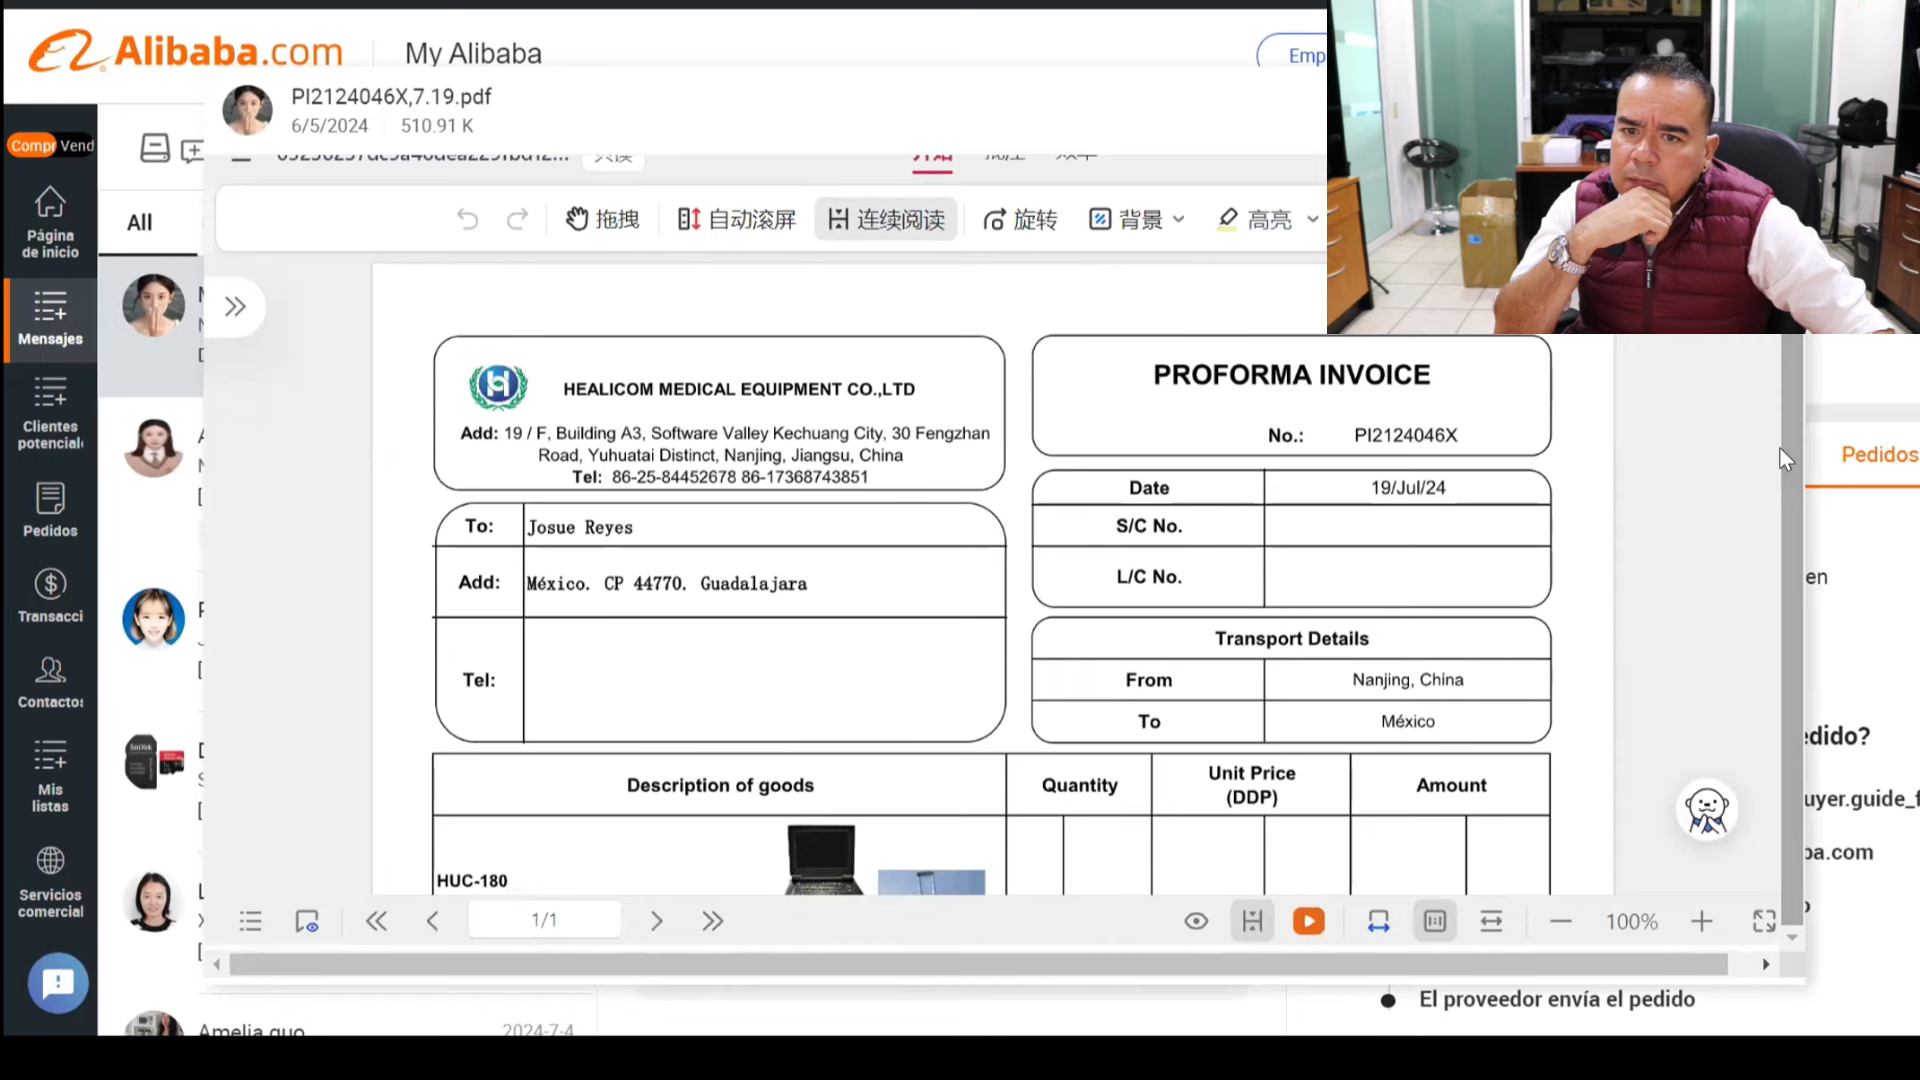 Alibaba.com
My Alibaba
PI2124046X,7.19.pdf
6/5/2024 510.91 K
Compr Vend
All
自动滚屏
拖拽
连续阅读
旋转
背景
高亮
Página
de inicio
Mensajes
Clientes
potencial
Pedidos
Transacci
Contactos
Mis
listas
Servicios
comercial
HEALICOM MEDICAL EQUIPMENT CO.,LTD
Add: 19 / F, Building A3, Software Valley Kechuang City, 30 Fengzhan
Road, Yuhuatai Distinct, Nanjing, Jiangsu, China
Tel: 86-25-84452678 86-17368743851
PROFORMA INVOICE
No.: PI2124046X
To: Josue Reyes
Add: México. CP 44770. Guadalajara
Tel:
Date 19/Jul/24
S/C No.
L/C No.
Transport Details
From Nanjing, China
To México
Description of goods Quantity Unit Price (DDP) Amount
HUC-180
1/1
100%
Pedidos
en
edido?
uyer.guide_f
ba.com
El proveedor envía el pedido
Amelia guo 2024-7-4
SanDisk